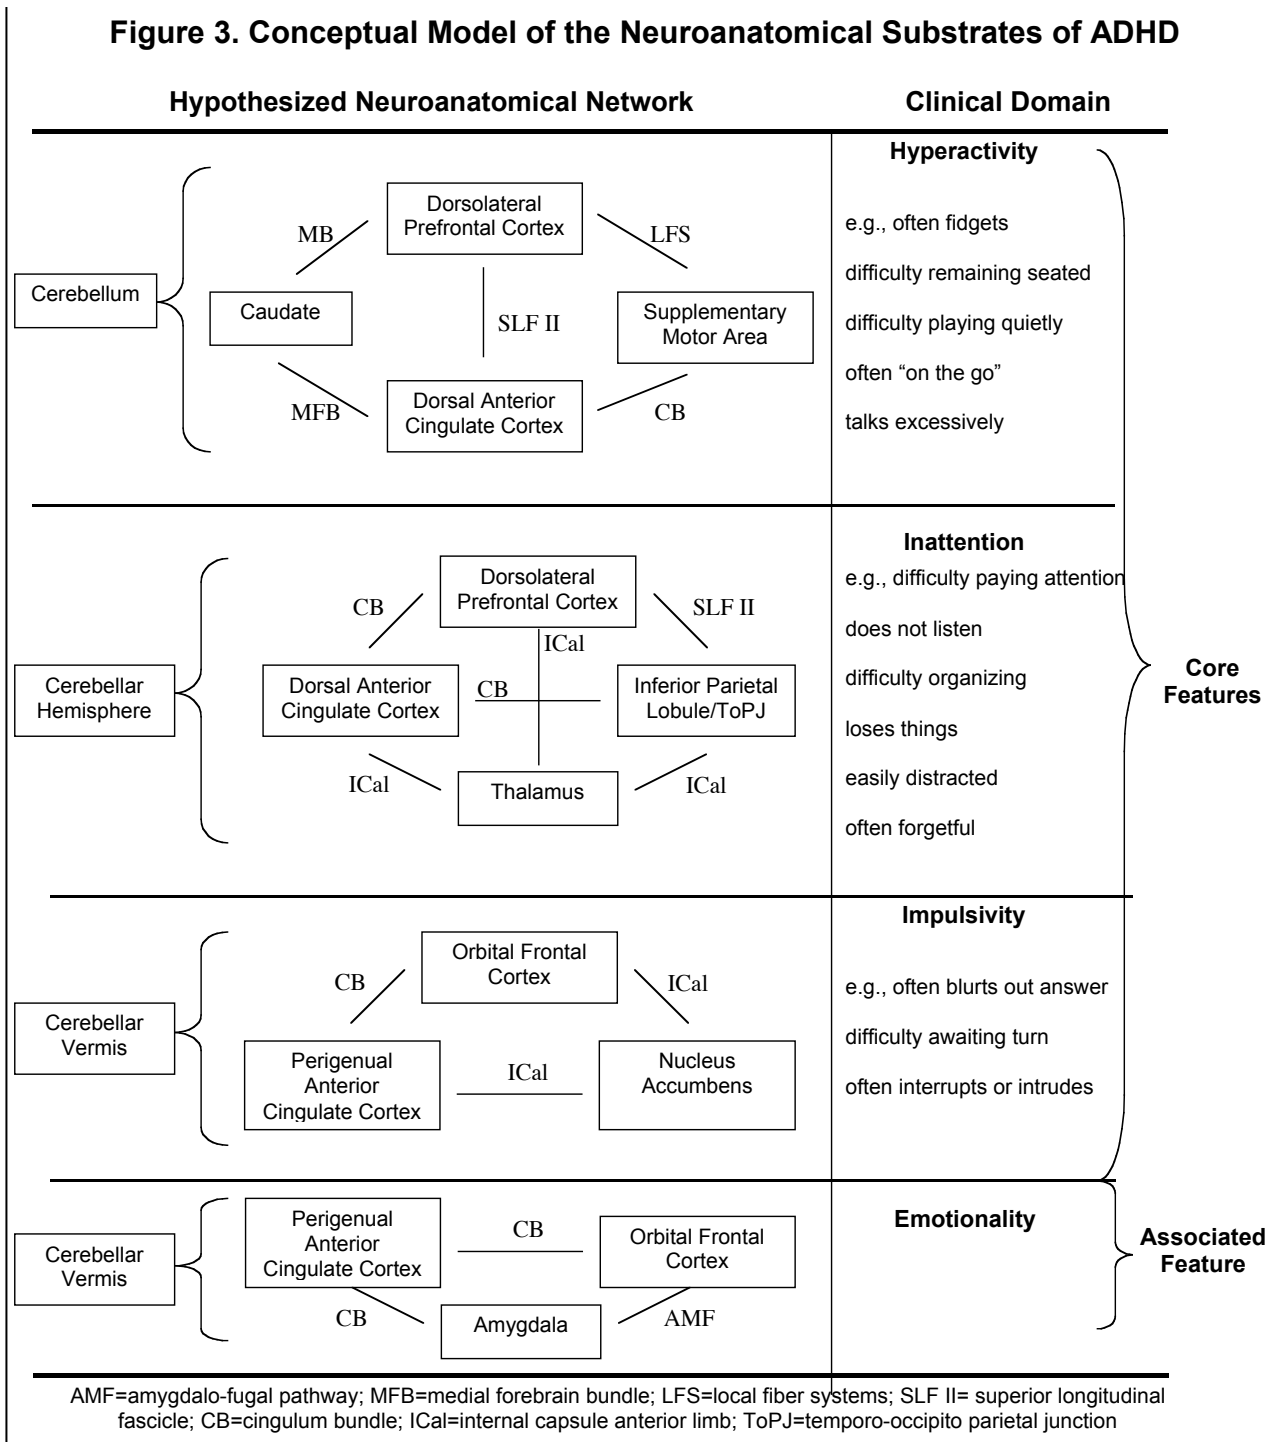 Figure 3. Conceptual Model of the Neuroanatomical Substrates of ADHD
Hypothesized Neuroanatomical Network
Clinical Domain
Cerebellum
Dorsolateral
Prefrontal Cortex
MB
LFS
Caudate
SLF II
Supplementary
Motor Area
MFB
Dorsal Anterior
Cingulate Cortex
CB
Hyperactivity
e.g., often fidgets
difficulty remaining seated
difficulty playing quietly
often “on the go”
talks excessively
Cerebellar
Hemisphere
Dorsolateral
Prefrontal Cortex
CB
SLF II
ICal
Dorsal Anterior
Cingulate Cortex
CB
Inferior Parietal
Lobule/ToPJ
ICal
Thalamus
ICal
Inattention
e.g., difficulty paying attention
does not listen
difficulty organizing
loses things
easily distracted
often forgetful
Core
Features
Cerebellar
Vermis
Orbital Frontal
Cortex
CB
ICal
Perigenual
Anterior
Cingulate Cortex
ICal
Nucleus
Accumbens
Impulsivity
e.g., often blurts out answer
difficulty awaiting turn
often interrupts or intrudes
Cerebellar
Vermis
Perigenual
Anterior
Cingulate Cortex
CB
Orbital Frontal
Cortex
CB
Amygdala
AMF
Emotionality
Associated
Feature
AMF=amygdalo-fugal pathway; MFB=medial forebrain bundle; LFS=local fiber systems; SLF II= superior longitudinal
fascicle; CB=cingulum bundle; ICal=internal capsule anterior limb; ToPJ=temporo-occipito parietal junction